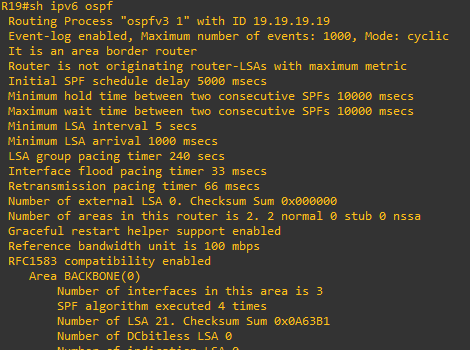 R19#sh ipv6 ospf
Routing Process "ospfv3 1" with ID 19.19.19.19
Event-log enabled, Maximum number of events: 1000, Mode: cyclic
It is an area border router
Router is not originating router-LSAs with maximum metric
Initial SPF schedule delay 5000 msecs
Minimum hold time between two consecutive SPFs 10000 msecs
Maximum wait time between two consecutive SPFs 10000 msecs
Minimum LSA interval 5 secs
Minimum LSA arrival 1000 msecs
LSA group pacing timer 240 secs
Interface flood pacing timer 33 msecs
Retransmission pacing timer 66 msecs
Number of external LSA 0. Checksum Sum 0x000000
Number of areas in this router is 2. 2 normal 0 stub 0 nssa
Graceful restart helper support enabled
Reference bandwidth unit is 100 mbps
RFC1583 compatibility enabled
Area BACKBONE(0)
Number of interfaces in this area is 3
SPF algorithm executed 4 times
Number of LSA 21. Checksum Sum 0x0A63B1
Number of DCbitless LSA 0
Number of indication LSA 0